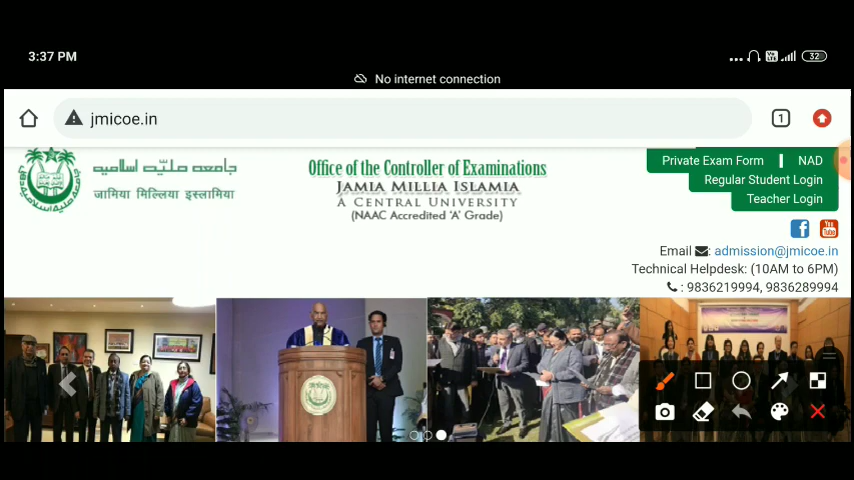 3:37 PM
32
No internet connection
jmicoe.in
1
جامعہ ملیّہ اسلامیہ
जामिया मिल्लिया इस्लामिया
Office of the Controller of Examinations
JAMIA MILLIA ISLAMIA
A CENTRAL UNIVERSITY
(NAAC Accredited 'A' Grade)
Private Exam Form
NAD
Regular Student Login
Teacher Login
Email : admission@jmicoe.in
Technical Helpdesk: (10AM to 6PM)
: 9836219994, 9836289994